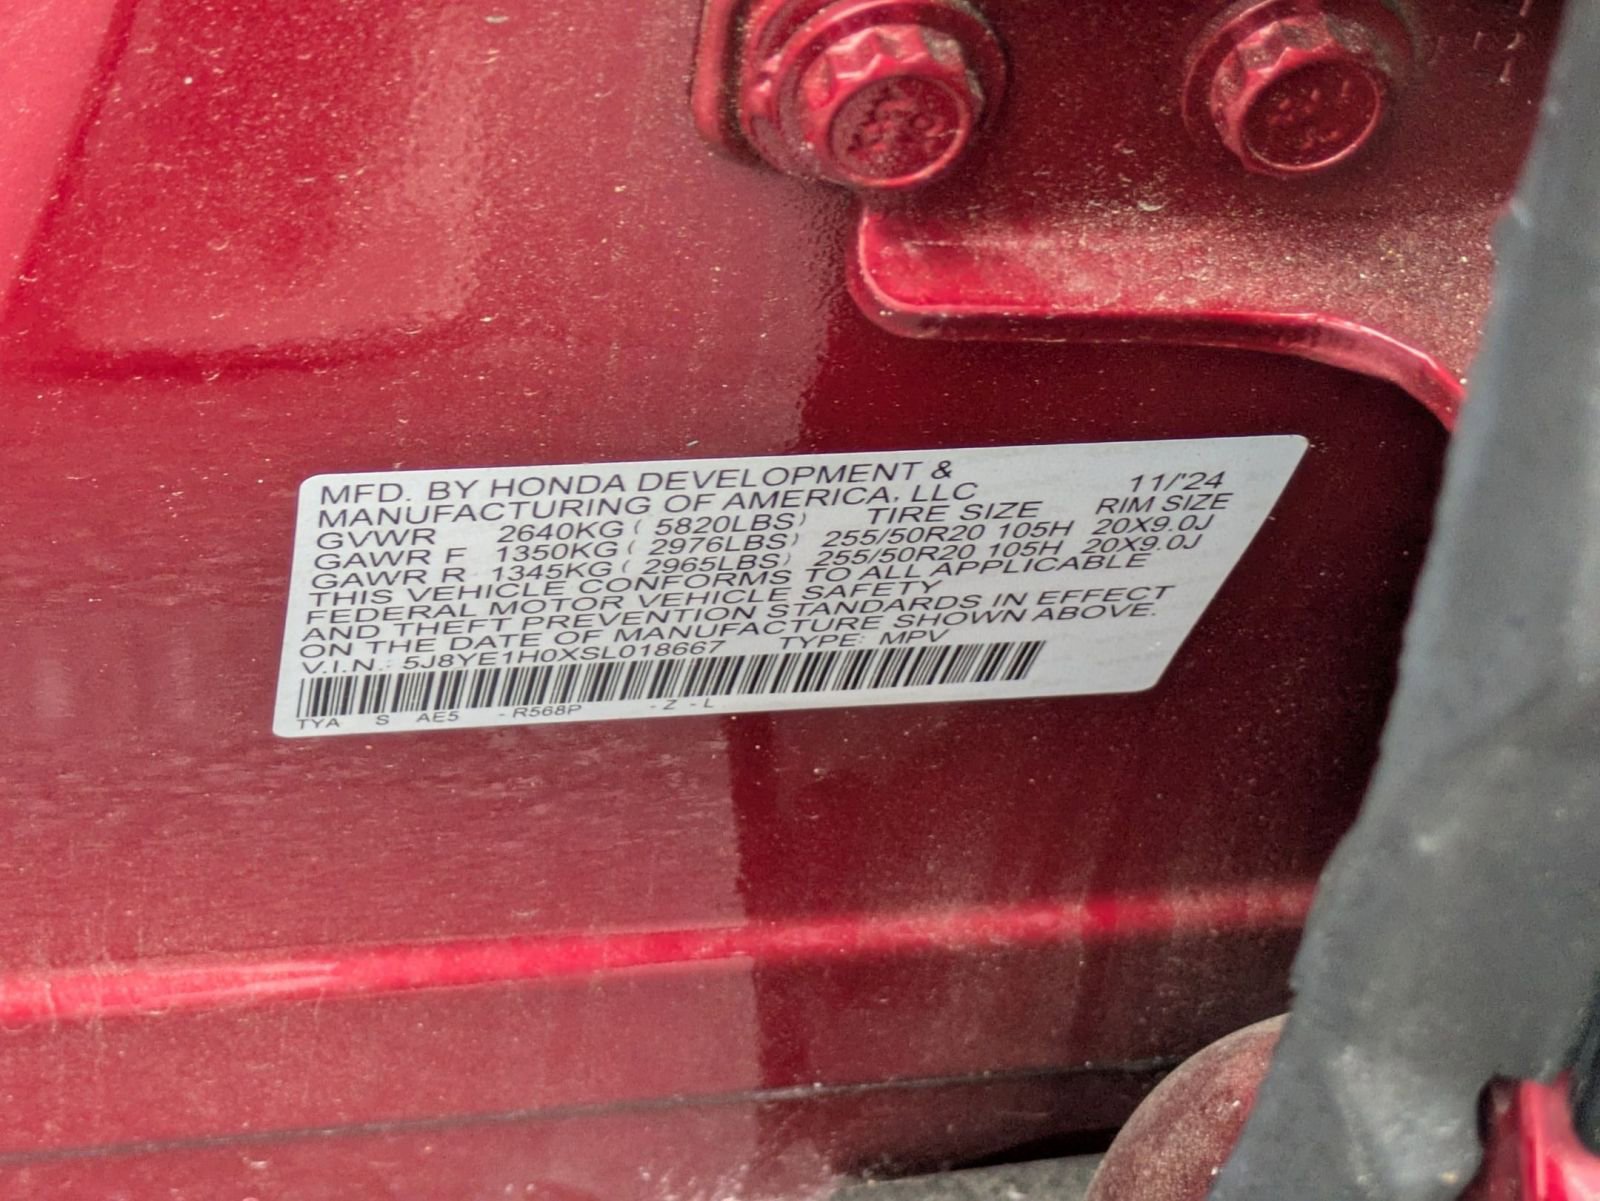 MFD. BY HONDA DEVELOPMENT & 11/'24
MANUFACTURING OF AMERICA, LLC
GVWR 2640KG ( 5820LBS) TIRE SIZE RIM SIZE
GAWR F 1350KG ( 2976LBS) 255/50R20 105H 20X9.0J
GAWR R 1345KG ( 2965LBS) 255/50R20 105H 20X9.0J
THIS VEHICLE CONFORMS TO ALL APPLICABLE
FEDERAL MOTOR VEHICLE SAFETY
AND THEFT PREVENTION STANDARDS IN EFFECT
ON THE DATE OF MANUFACTURE SHOWN ABOVE.
V.I.N.: 5J8YE1H0XSL018667 TYPE: MPV
TYA S AE5 - R568P - Z - L